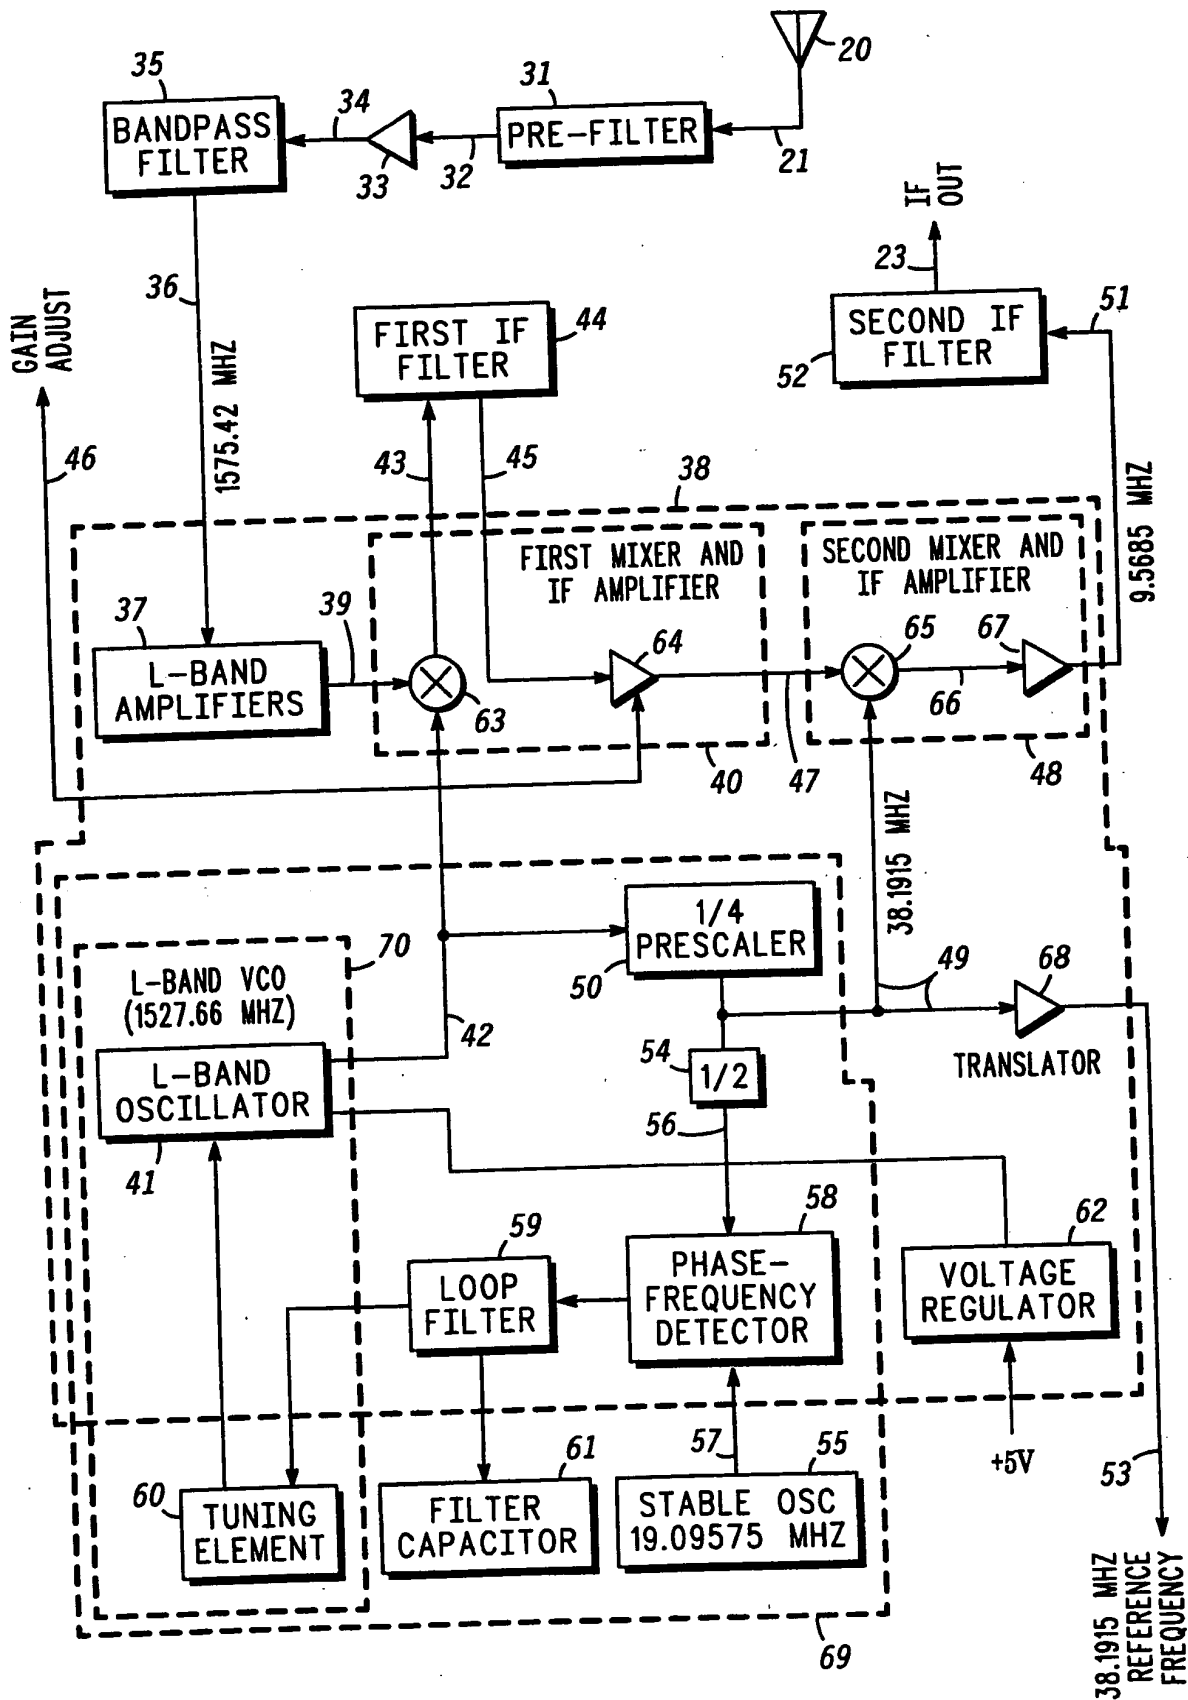 20
35
31
34
BANDPASS
FILTER
PRE-FILTER
33
32
21
IF
OUT
36
23
51
GAIN
ADJUST
FIRST IF
FILTER
44
SECOND IF
FILTER
52
1575.42 MHZ
46
43
45
38
9.5685 MHZ
FIRST MIXER AND
IF AMPLIFIER
SECOND MIXER AND
IF AMPLIFIER
37
39
64
65
67
L-BAND
AMPLIFIERS
63
66
40
47
48
38.1915 MHZ
1/4
PRESCALER
70
50
49
68
L-BAND VCO
(1527.66 MHZ)
42
54
1/2
TRANSLATOR
L-BAND
OSCILLATOR
56
41
58
62
59
LOOP
FILTER
PHASE-
FREQUENCY
DETECTOR
VOLTAGE
REGULATOR
57
55
61
+5V
53
60
TUNING
ELEMENT
FILTER
CAPACITOR
STABLE OSC
19.09575 MHZ
38.1915 MHZ
REFERENCE
FREQUENCY
69